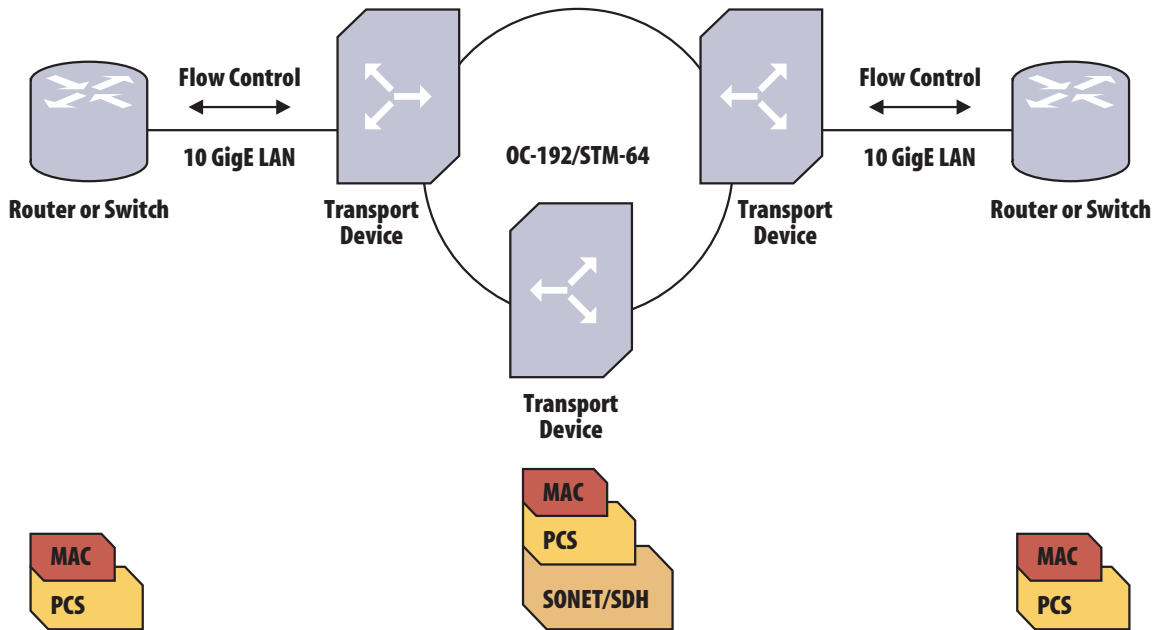 Flow Control
10 GigE LAN
Router or Switch
Transport
Device
OC-192/STM-64
Transport
Device
Flow Control
10 GigE LAN
Router or Switch
Transport
Device
MAC
PCS
MAC
PCS
SONET/SDH
MAC
PCS